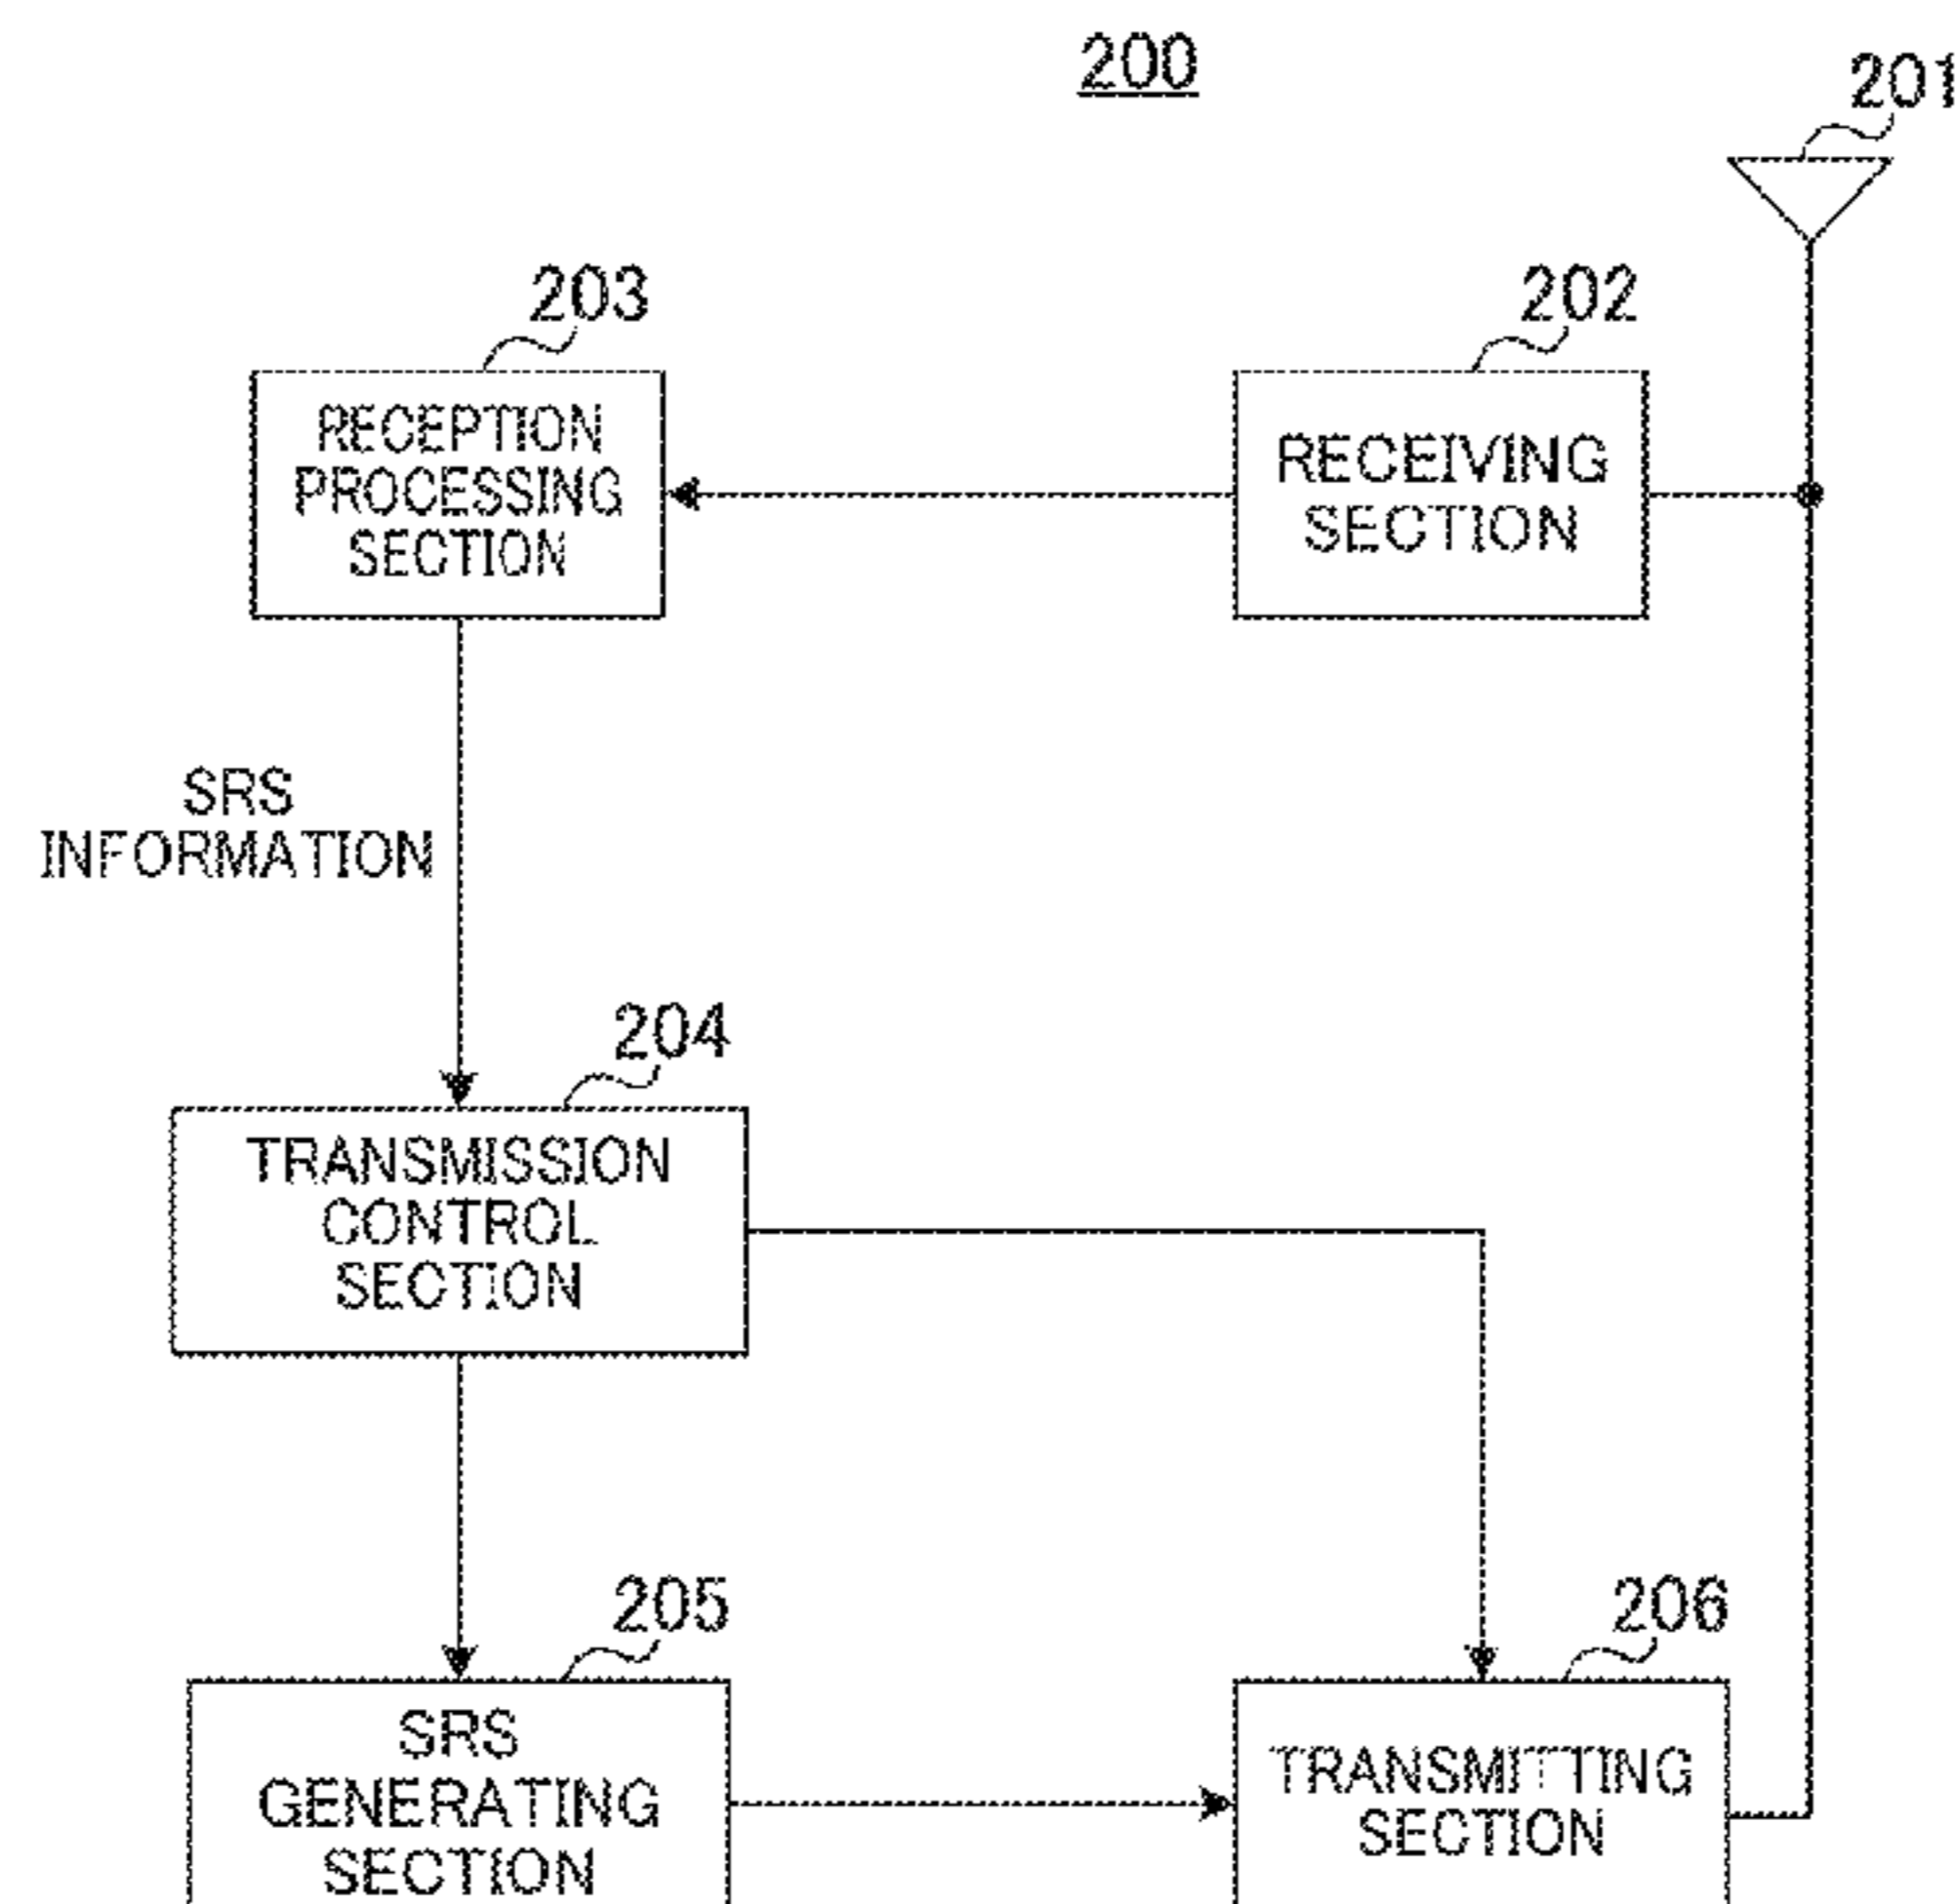 200
201
203
202
RECEPTION
PROCESSING
SECTION
RECEIVING
SECTION
SRS
INFORMATION
204
TRANSMISSION
CONTROL
SECTION
205
206
SRS
GENERATING
SECTION
TRANSMITTING
SECTION